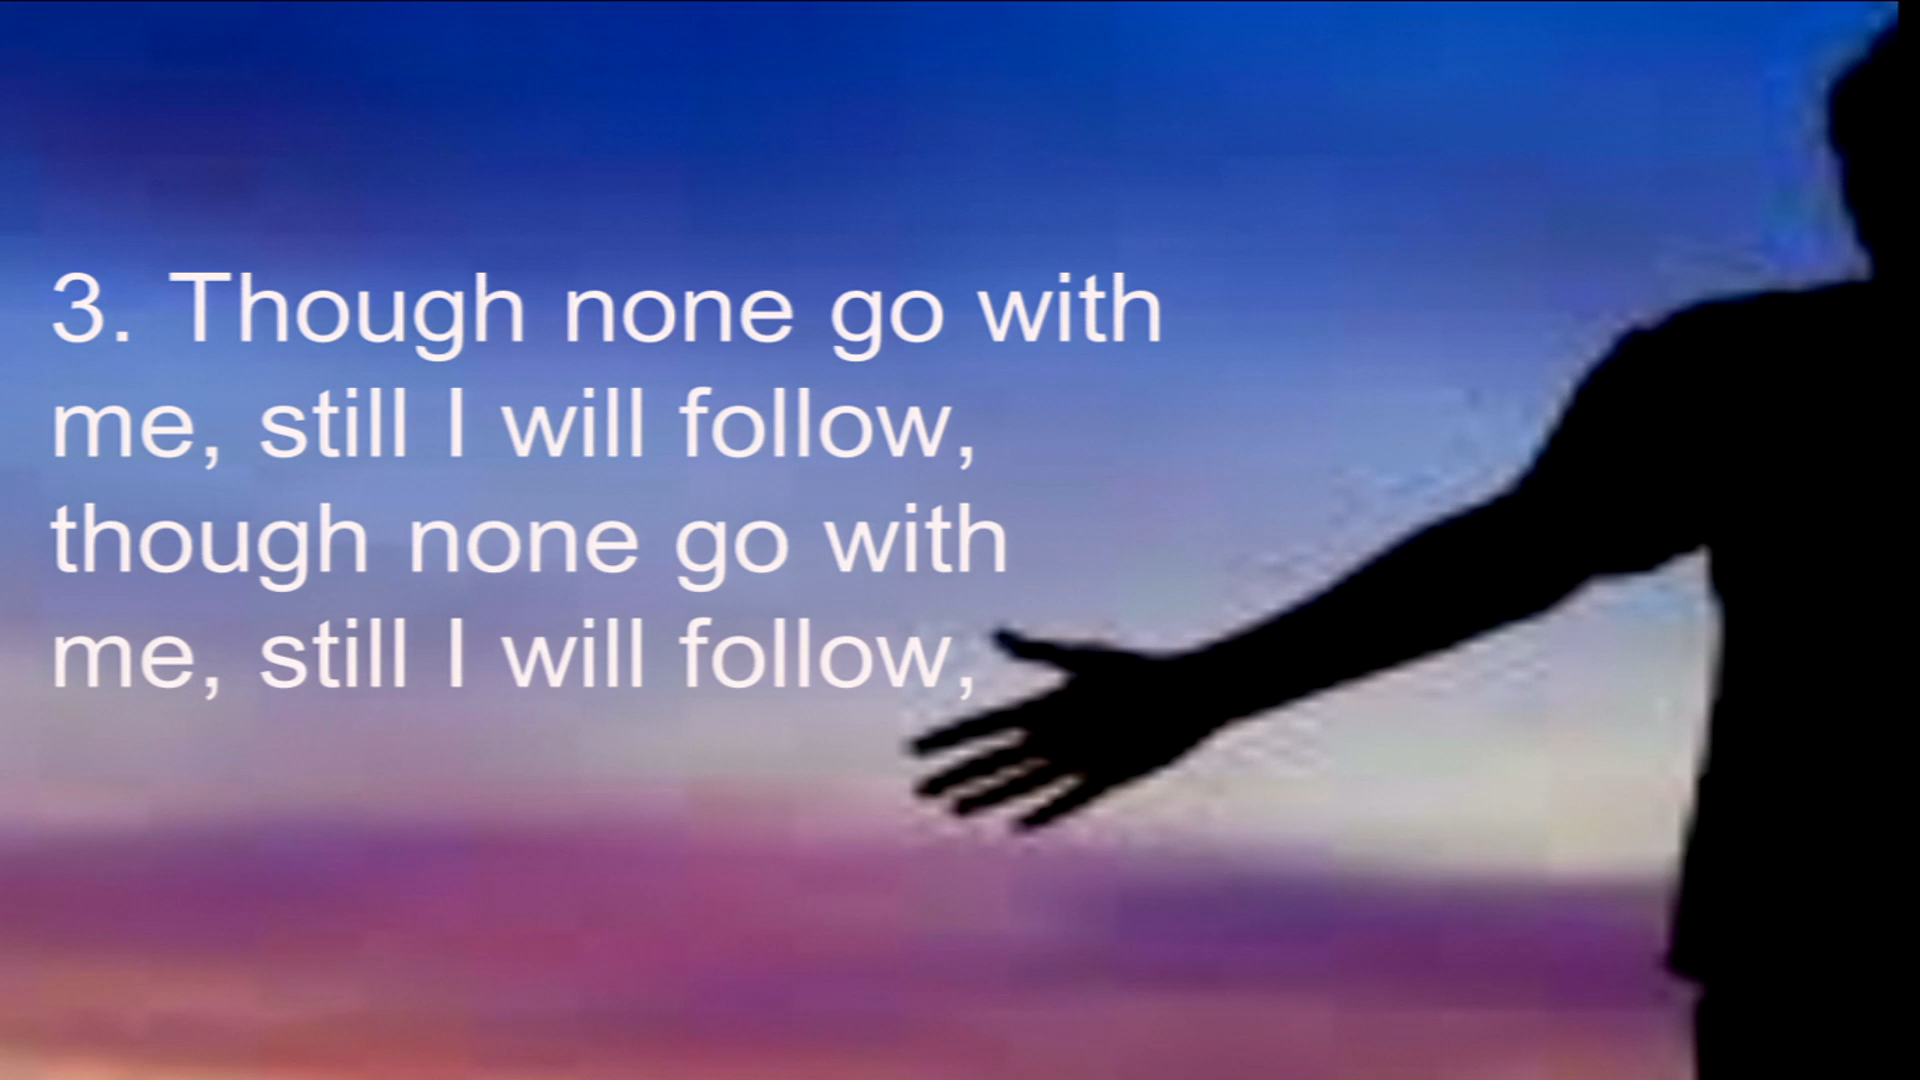 3. Though none go with
me, still I will follow,
though none go with
me, still I will follow,